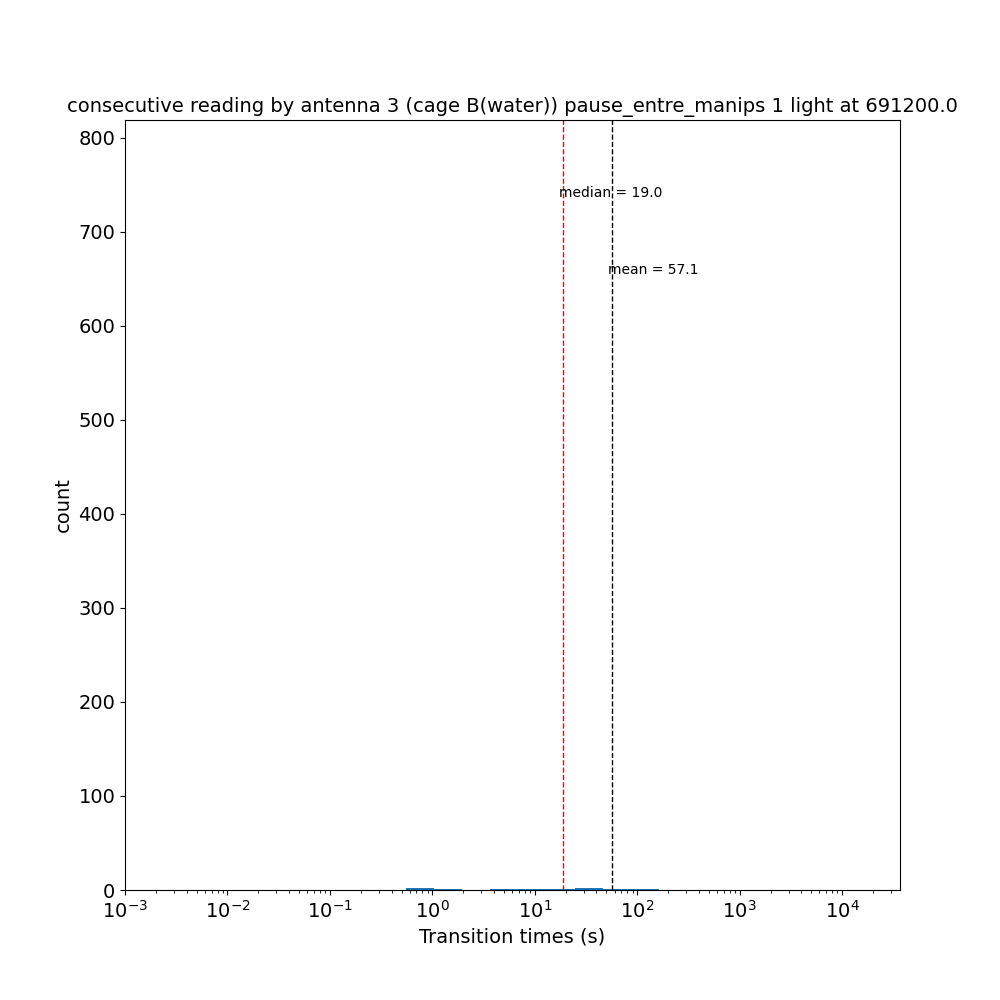 consecutive reading by antenna 3 (cage B(water)) pause_entre_manips 1 light at 691200.0
800
median = 19.0
700
mean = 57.1
600
500
count
400
300
200
100
0
10⁻³ 10⁻² 10⁻¹ 10⁰ 10¹ 10² 10³ 10⁴
Transition times (s)